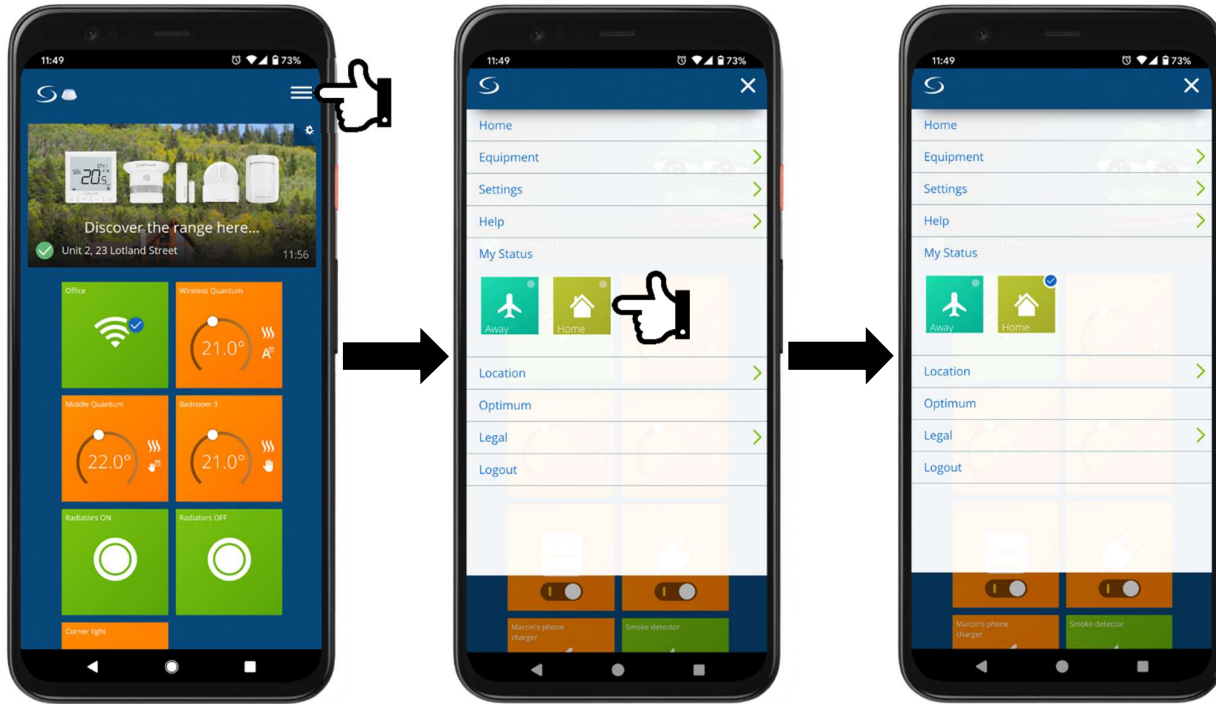 11:49
73%
Discover the range here...
Unit 2, 23 Lotland Street
11:56
Office
Wireless Quantum
21.0°
A
Middle Quantum
Bedroom 3
22.0°
21.0°
Radiators ON
Radiators OFF
Corner light
11:49
73%
Home
Equipment
Settings
Help
My Status
Away
Home
Location
Optimum
Legal
Logout
Marcin's phone
charger
Smoke detector
11:49
73%
Home
Equipment
Settings
Help
My Status
Away
Home
Location
Optimum
Legal
Logout
Marcin's phone
charger
Smoke detector